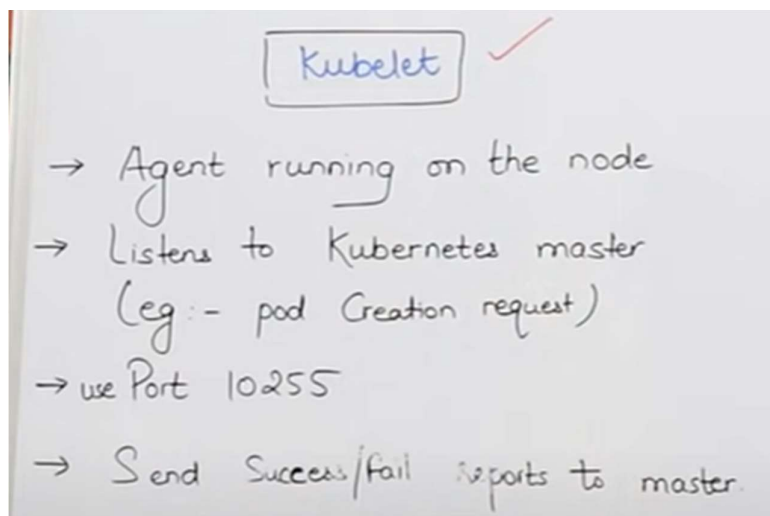 Kubelet
→ Agent running on the node
→ Listens to Kubernetes master
(eg:- pod Creation request)
→ use Port 10255
→ Send Success/fail reports to master.